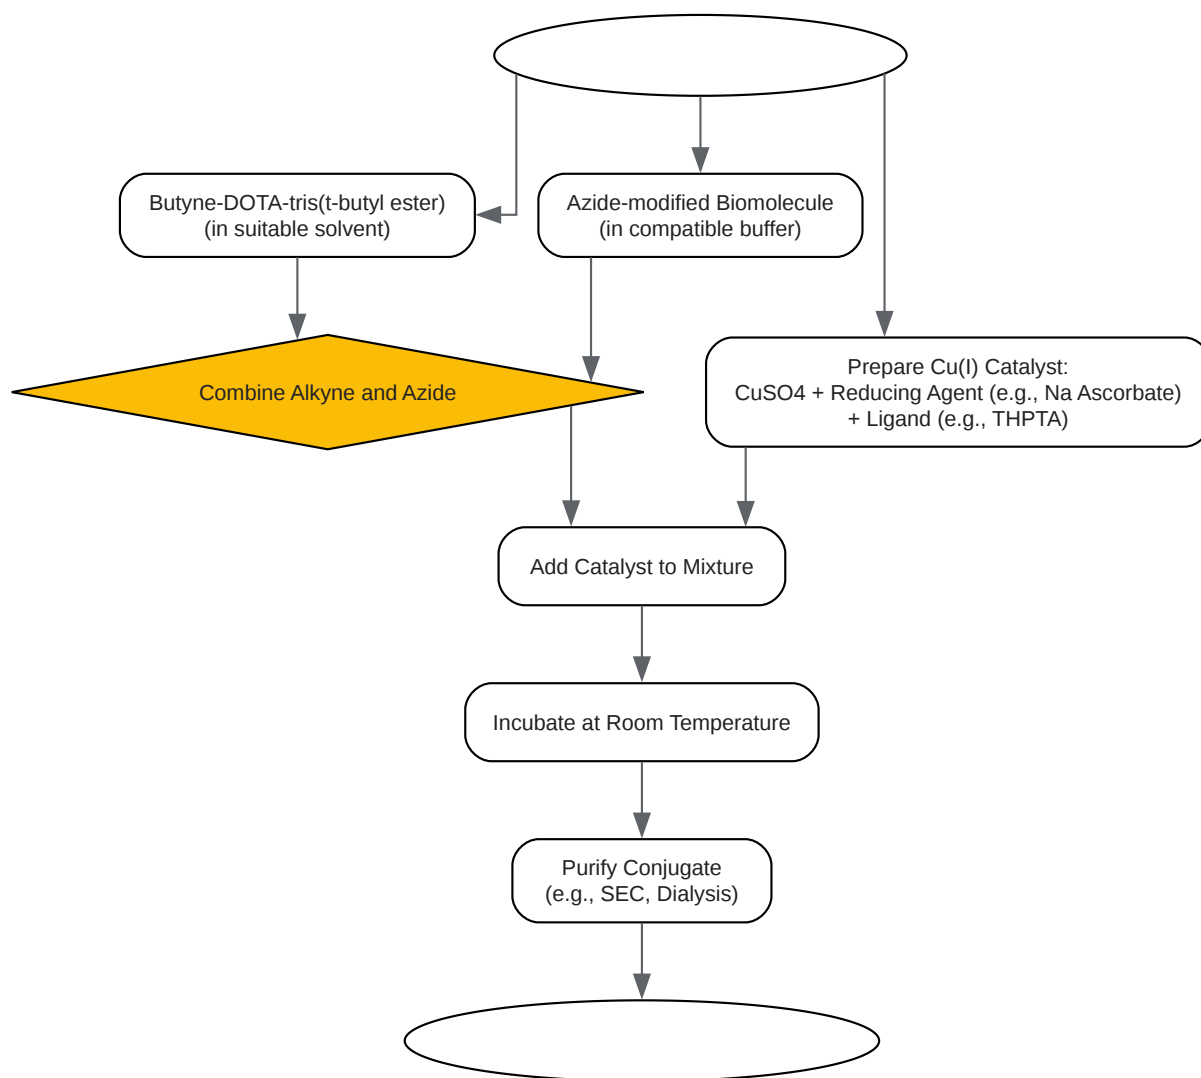 Butyne-DOTA-tris(t-butyl ester)
(in suitable solvent)
Azide-modified Biomolecule
(in compatible buffer)
Combine Alkyne and Azide
Prepare Cu(I) Catalyst:
CuSO4 + Reducing Agent (e.g., Na Ascorbate)
+ Ligand (e.g., THPTA)
Add Catalyst to Mixture
Incubate at Room Temperature
Purify Conjugate
(e.g., SEC, Dialysis)